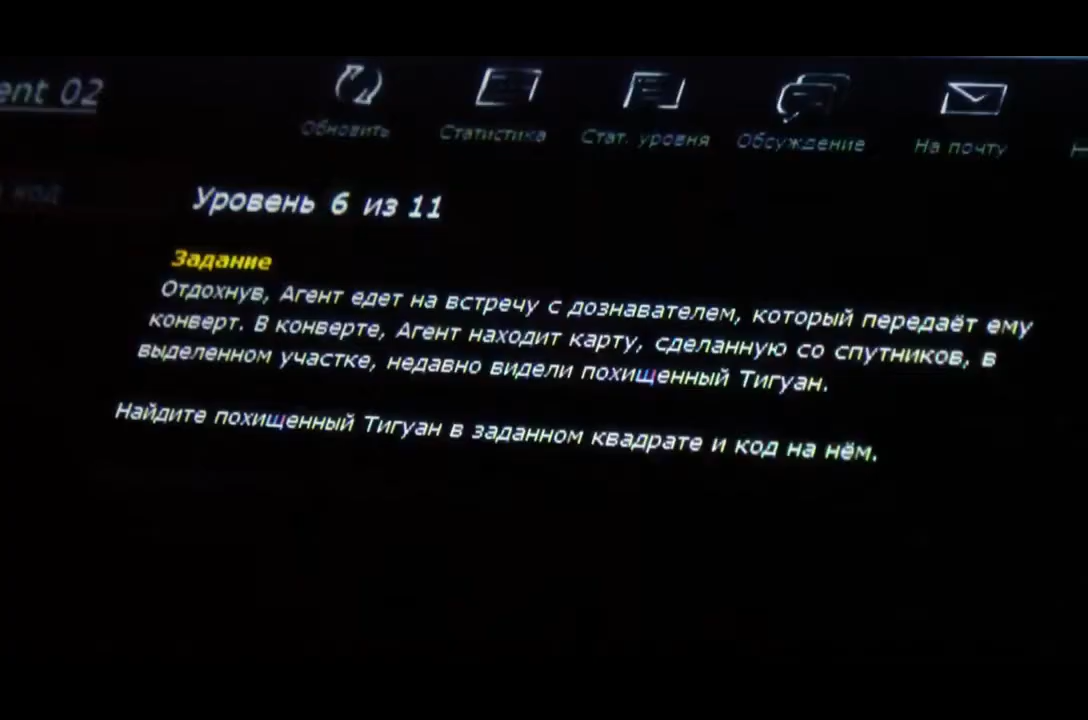 ent 02
Обновить
Статистика
Стат. уровня
Обсуждение
На почту
код
Уровень 6 из 11
Задание
Отдохнув, Агент едет на встречу с дознавателем, который передаёт ему
конверт. В конверте, Агент находит карту, сделанную со спутников, в
выделенном участке, недавно видели похищенный Тигуан.
Найдите похищенный Тигуан в заданном квадрате и код на нём.